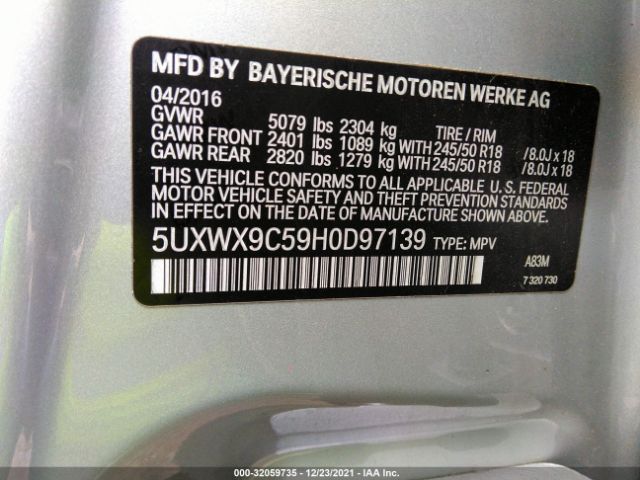 MFD BY BAYERISCHE MOTOREN WERKE AG
04/2016
GVWR 5079 lbs 2304 kg TIRE / RIM
GAWR FRONT 2401 lbs 1089 kg WITH 245/50 R18 /8.0J x 18
GAWR REAR 2820 lbs 1279 kg WITH 245/50 R18 /8.0J x 18
THIS VEHICLE CONFORMS TO ALL APPLICABLE U. S. FEDERAL
MOTOR VEHICLE SAFETY AND THEFT PREVENTION STANDARDS
IN EFFECT ON THE DATE OF MANUFACTURE SHOWN ABOVE.
5UXWX9C59H0D97139 TYPE: MPV
A83M
7 320 730
000-32059735 - 12/23/2021 - IAA Inc.